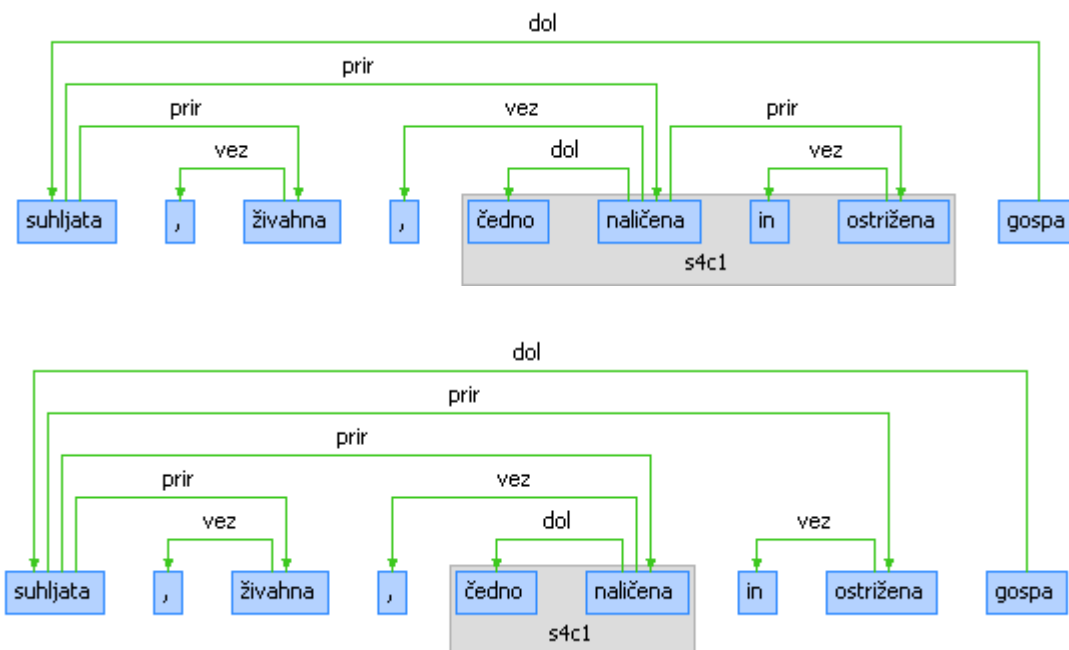 dol
prir
prir vez prir
vez dol vez
suhljata , živahna , čedno naličena in ostrižena gospa
s4c1
dol
prir
prir
prir vez
vez dol vez
suhljata , živahna , čedno naličena in ostrižena gospa
s4c1